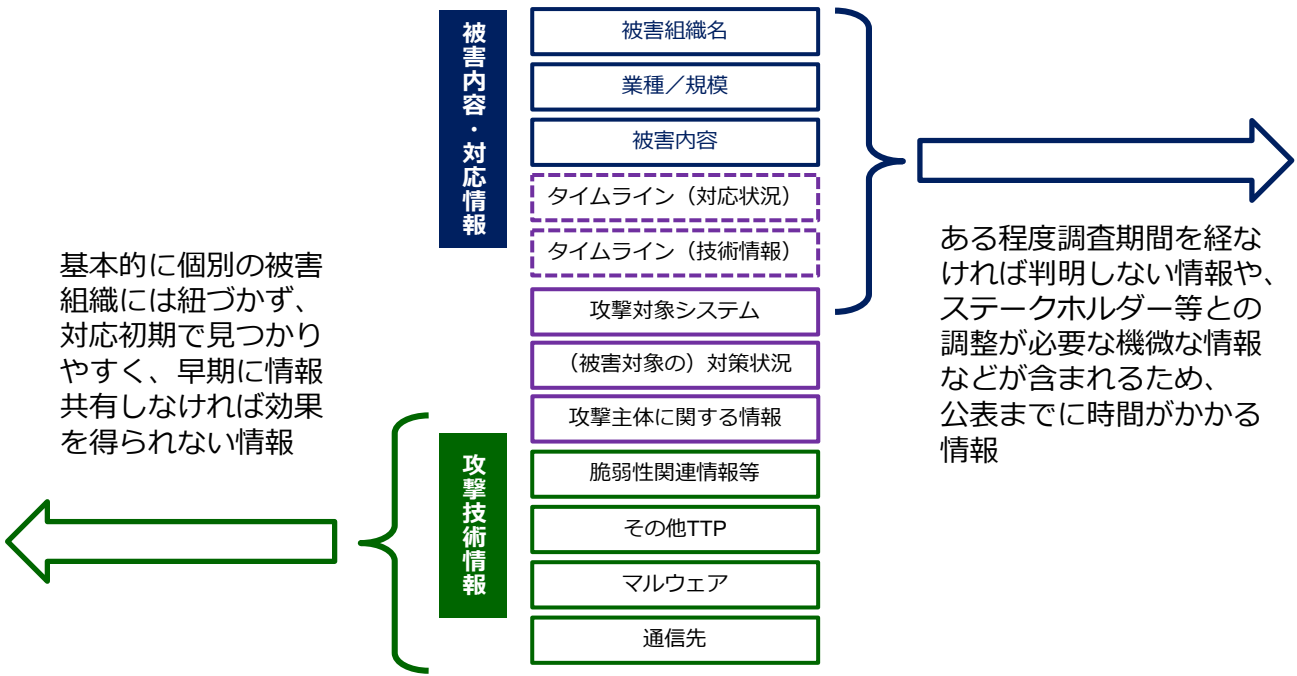 被害内容・対応情報
被害組織名
業種／規模
被害内容
タイムライン（対応状況）
タイムライン（技術情報）
攻撃対象システム
（被害対象の）対策状況
攻撃主体に関する情報
脆弱性関連情報等
その他TTP
マルウェア
通信先
攻撃技術情報
基本的に個別の被害
組織には紐づかず、
対応初期で見つかり
やすく、早期に情報
共有しなければ効果
を得られない情報
ある程度調査期間を経な
ければ判明しない情報や、
ステークホルダー等との
調整が必要な機微な情報
などが含まれるため、
公表までに時間がかかる
情報